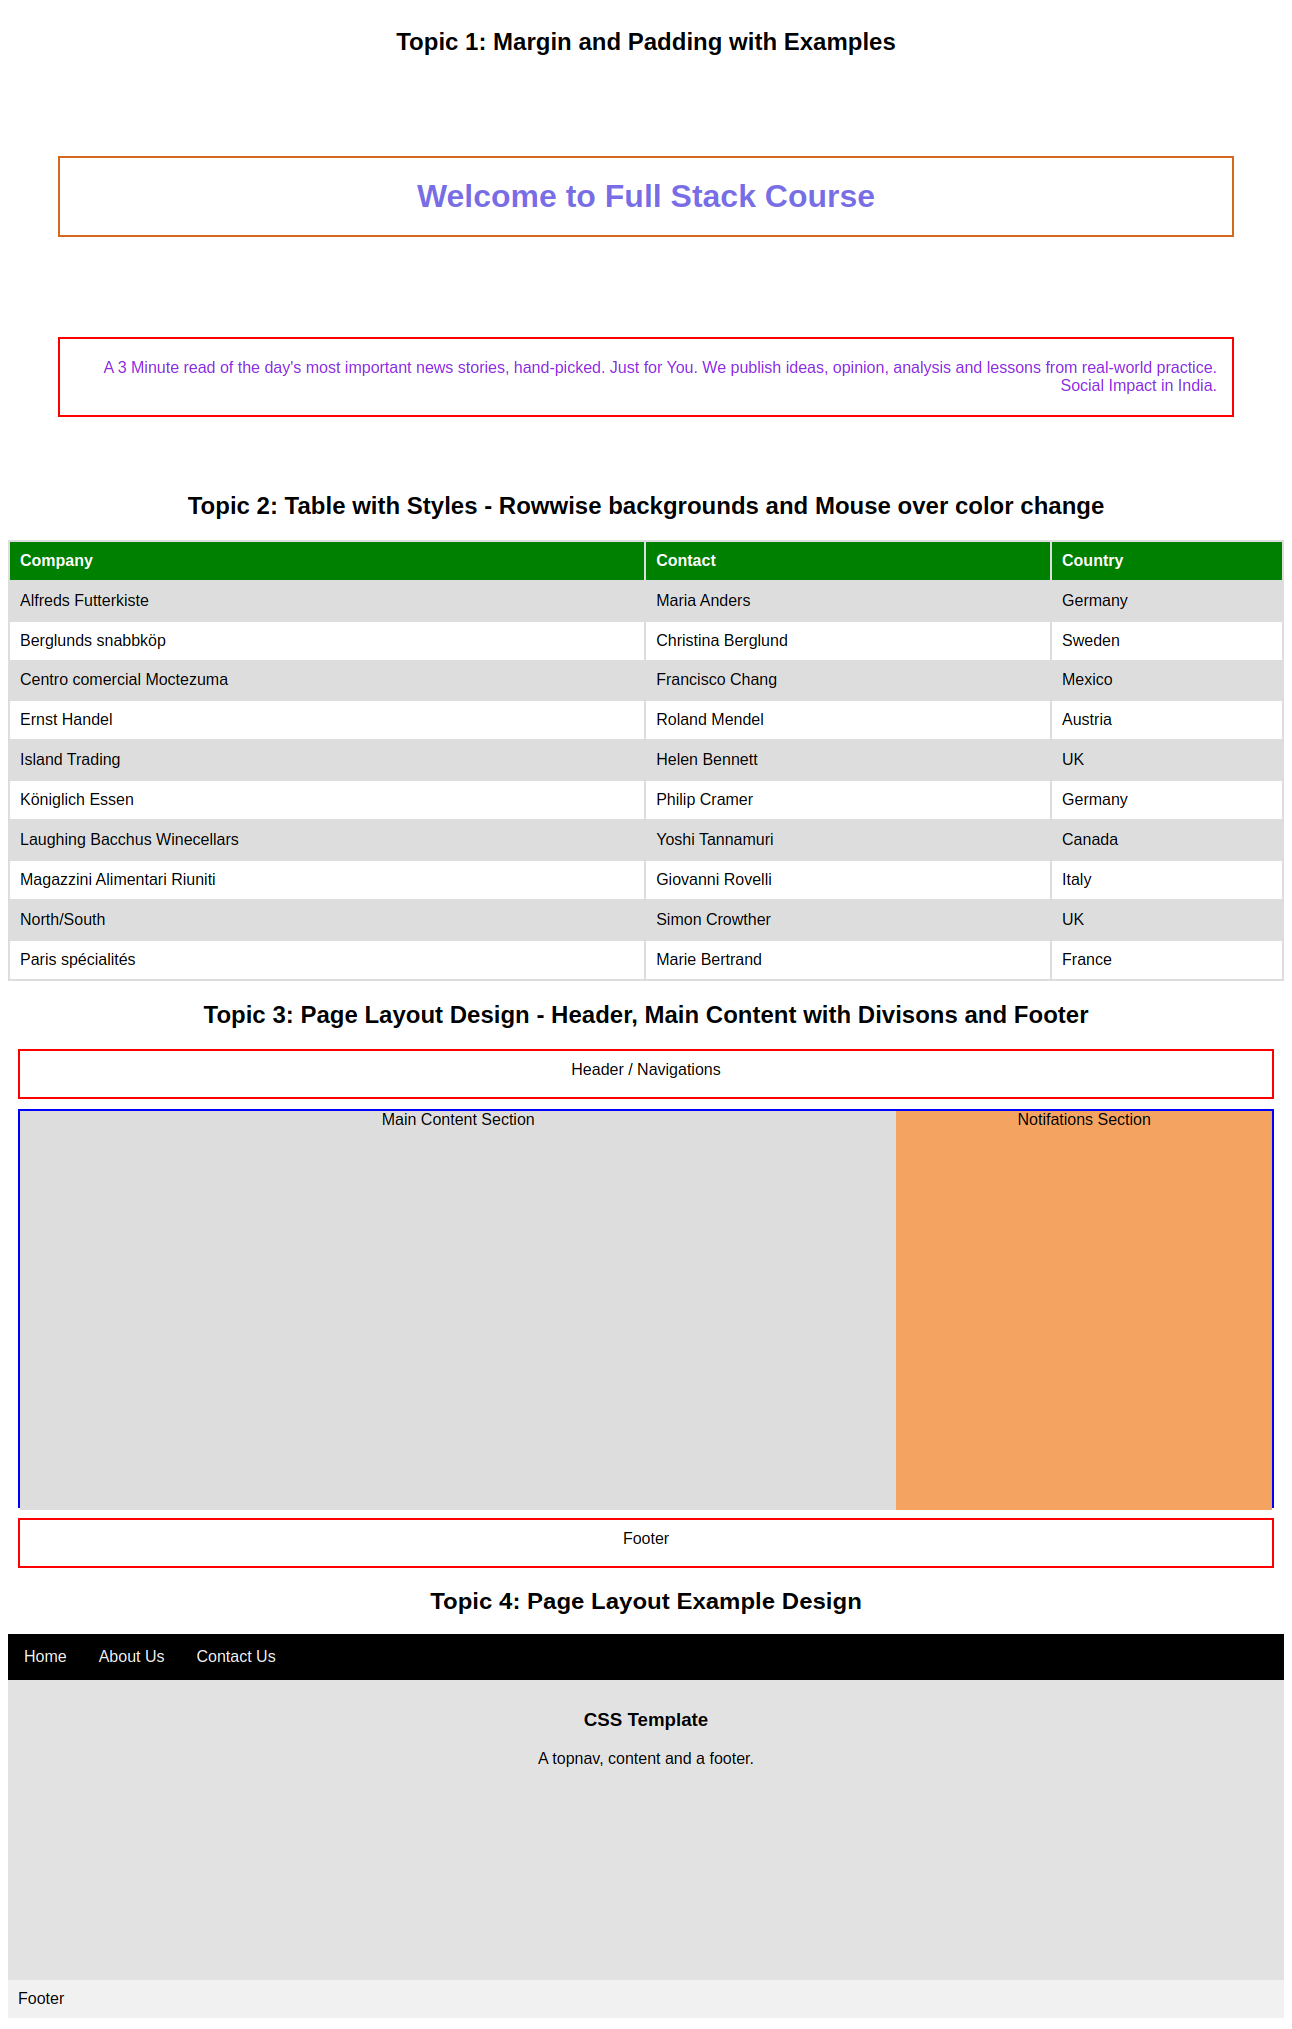 Topic 1: Margin and Padding with Examples
Welcome to Full Stack Course
A 3 Minute read of the day's most important news stories, hand-picked. Just for You. We publish ideas, opinion, analysis and lessons from real-world practice.
Social Impact in India.
Topic 2: Table with Styles - Rowwise backgrounds and Mouse over color change
Company Contact Country
Alfreds Futterkiste Maria Anders Germany
Berglunds snabbköp Christina Berglund Sweden
Centro comercial Moctezuma Francisco Chang Mexico
Ernst Handel Roland Mendel Austria
Island Trading Helen Bennett UK
Königlich Essen Philip Cramer Germany
Laughing Bacchus Winecellars Yoshi Tannamuri Canada
Magazzini Alimentari Riuniti Giovanni Rovelli Italy
North/South Simon Crowther UK
Paris spécialités Marie Bertrand France
Topic 3: Page Layout Design - Header, Main Content with Divisons and Footer
Header / Navigations
Main Content Section Notifations Section
Footer
Topic 4: Page Layout Example Design
Home About Us Contact Us
CSS Template
A topnav, content and a footer.
Footer